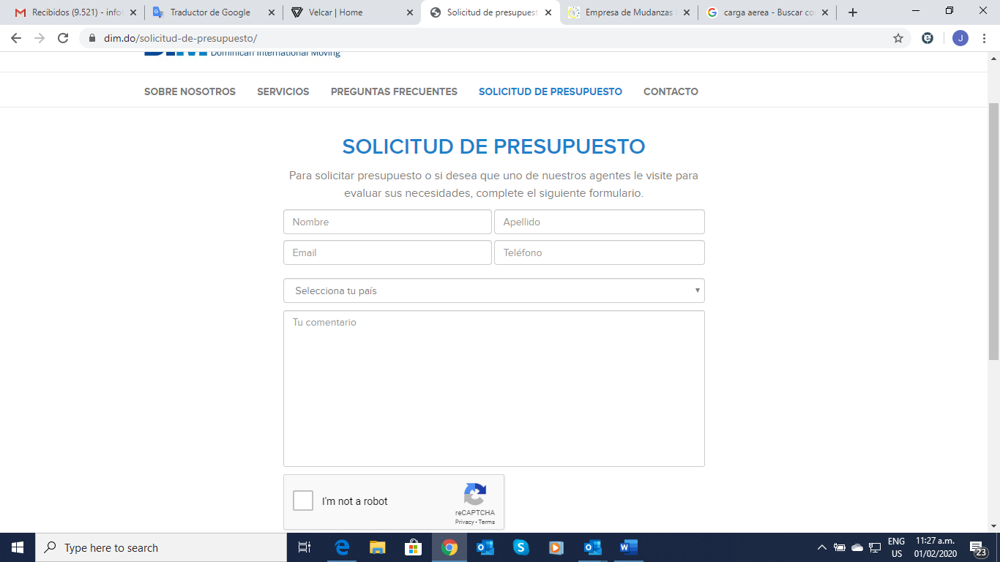 Recibidos (9.521) - info
Traductor de Google
Velcar | Home
Solicitud de presupuest
Empresa de Mudanzas
carga aerea - Buscar co
dim.do/solicitud-de-presupuesto/
J
Dominican International Moving
SOBRE NOSOTROS
SERVICIOS
PREGUNTAS FRECUENTES
SOLICITUD DE PRESUPUESTO
CONTACTO
SOLICITUD DE PRESUPUESTO
Para solicitar presupuesto o si desea que uno de nuestros agentes le visite para
evaluar sus necesidades, complete el siguiente formulario.
Nombre
Apellido
Email
Teléfono
Selecciona tu país
Tu comentario
I'm not a robot
reCAPTCHA
Privacy - Terms
Type here to search
ENG
US
11:27 a.m.
01/02/2020
23